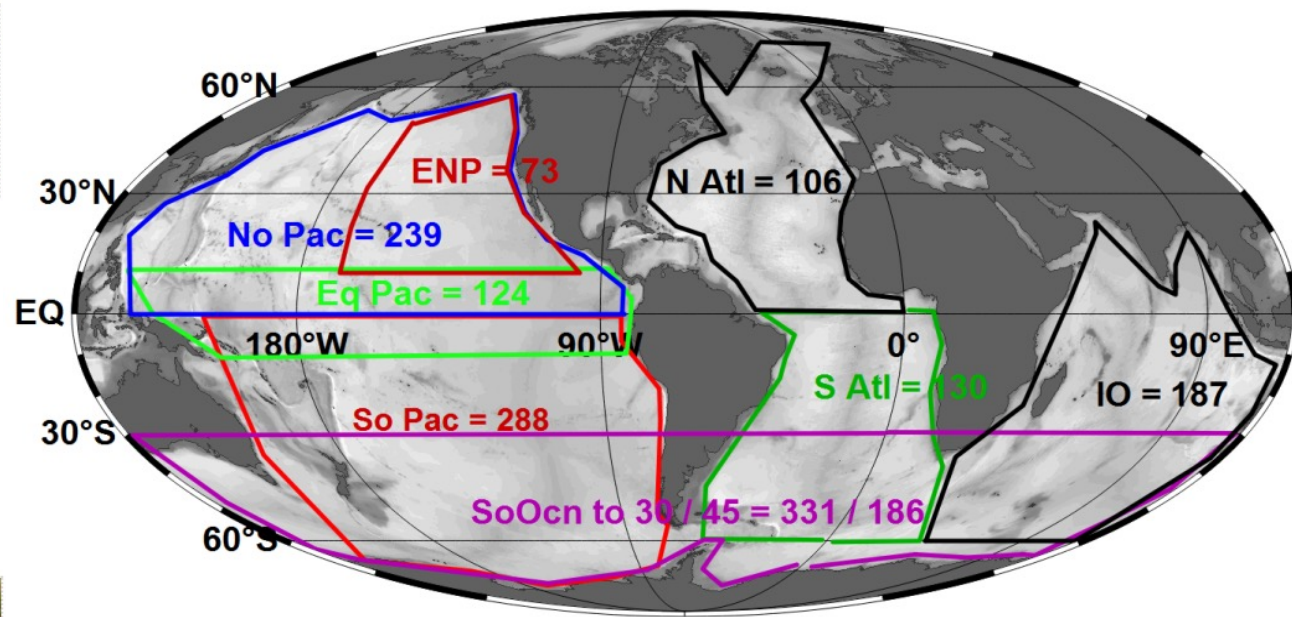 60°N
ENP = 73
N Atl = 106
30°N
No Pac = 239
Eq Pac = 124
EQ
180°W
90°W
0°
90°E
S Atl = 130
IO = 187
So Pac = 288
30°S
SoOcn to 30 / 45 = 331 / 186
60°S